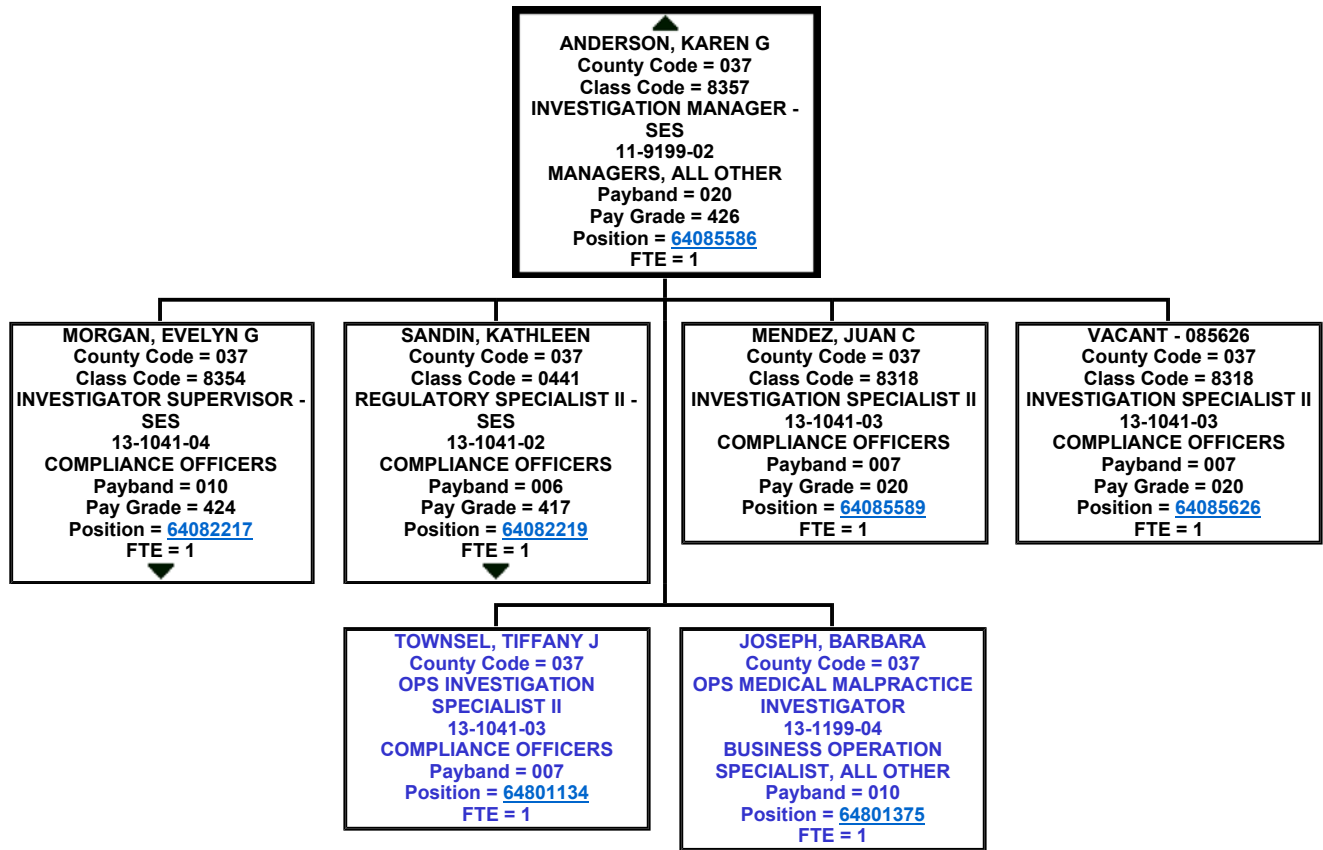 ANDERSON, KAREN G
County Code = 037
Class Code = 8357
INVESTIGATION MANAGER -
SES
11-9199-02
MANAGERS, ALL OTHER
Payband = 020
Pay Grade = 426
Position = 64085586
FTE = 1
MORGAN, EVELYN G
County Code = 037
Class Code = 8354
INVESTIGATOR SUPERVISOR -
SES
13-1041-04
COMPLIANCE OFFICERS
Payband = 010
Pay Grade = 424
Position = 64082217
FTE = 1
SANDIN, KATHLEEN
County Code = 037
Class Code = 0441
REGULATORY SPECIALIST II -
SES
13-1041-02
COMPLIANCE OFFICERS
Payband = 006
Pay Grade = 417
Position = 64082219
FTE = 1
MENDEZ, JUAN C
County Code = 037
Class Code = 8318
INVESTIGATION SPECIALIST II
13-1041-03
COMPLIANCE OFFICERS
Payband = 007
Pay Grade = 020
Position = 64085589
FTE = 1
VACANT - 085626
County Code = 037
Class Code = 8318
INVESTIGATION SPECIALIST II
13-1041-03
COMPLIANCE OFFICERS
Payband = 007
Pay Grade = 020
Position = 64085626
FTE = 1
TOWNSEL, TIFFANY J
County Code = 037
OPS INVESTIGATION
SPECIALIST II
13-1041-03
COMPLIANCE OFFICERS
Payband = 007
Position = 64801134
FTE = 1
JOSEPH, BARBARA
County Code = 037
OPS MEDICAL MALPRACTICE
INVESTIGATOR
13-1199-04
BUSINESS OPERATION
SPECIALIST, ALL OTHER
Payband = 010
Position = 64801375
FTE = 1